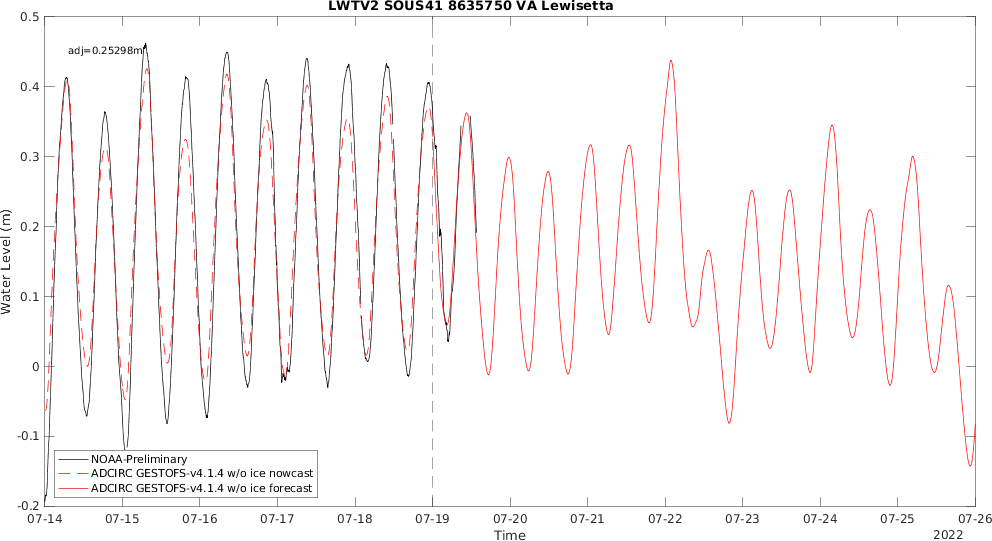 LWTV2 SOUS41 8635750 VA Lewisetta
adj=0.25298m
0.5
0.4
0.3
0.2
0.1
0
-0.1
-0.2
Water Level (m)
NOAA-Preliminary
ADCIRC GESTOFS-v4.1.4 w/o ice nowcast
ADCIRC GESTOFS-v4.1.4 w/o ice forecast
07-14 07-15 07-16 07-17 07-18 07-19 07-20 07-21 07-22 07-23 07-24 07-25 07-26
Time
2022